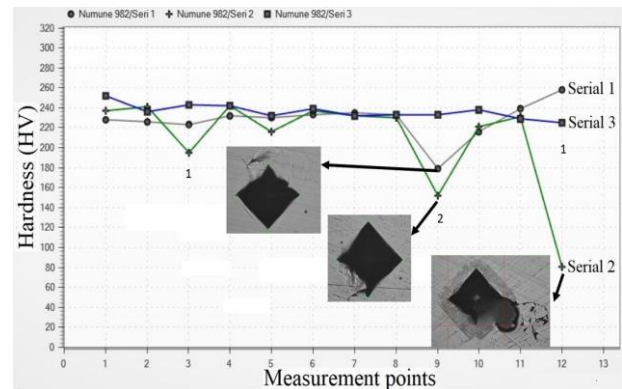 Numune 982/Seri 1 Numune 982/Seri 2 Numune 982/Seri 3
320
300
280
260
240
220
200
180
160
140
120
100
80
60
40
20
0
Hardness (HV)
Serial 1
Serial 3
1
1
2
Serial 2
0 1 2 3 4 5 6 7 8 9 10 11 12 13
Measurement points